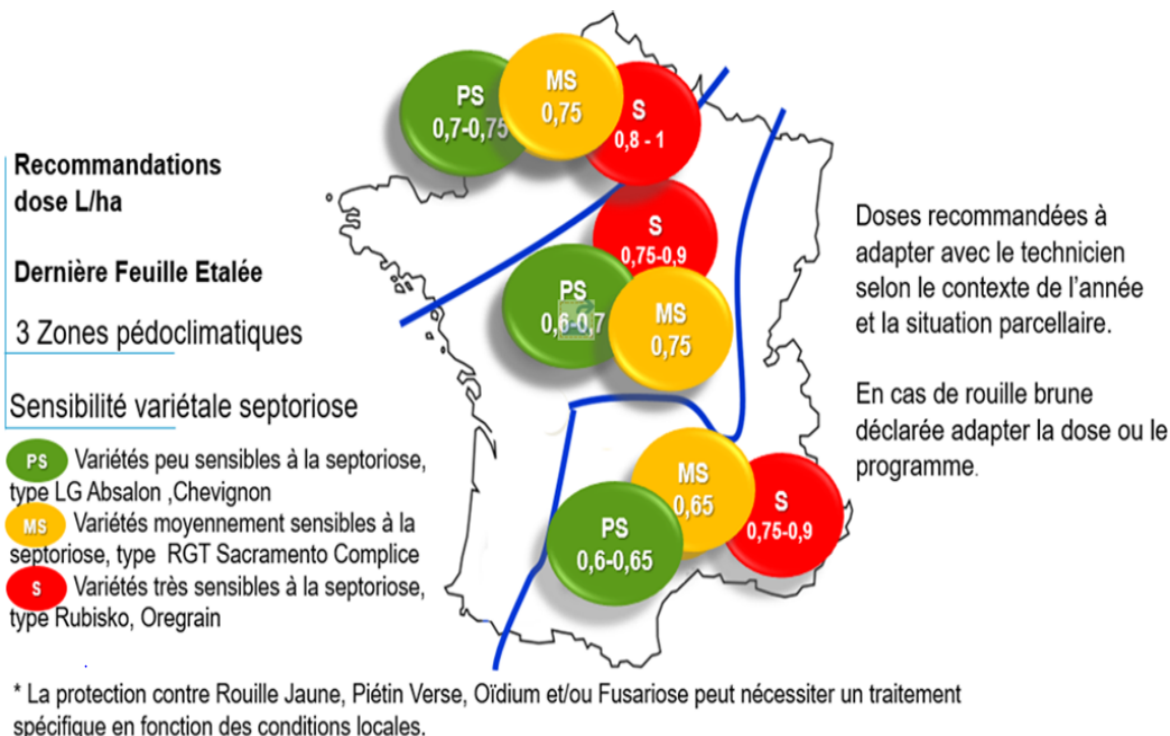 Recommandations
dose L/ha
Dernière Feuille Etalée
3 Zones pédoclimatiques
Sensibilité variétale septoriose
PS Variétés peu sensibles à la septoriose,
type LG Absalon ,Chevignon
MS Variétés moyennement sensibles à la
septoriose, type RGT Sacramento Complice
S Variétés très sensibles à la septoriose,
type Rubisko, Oregrain
PS
0,7-0,75
MS
0,75
S
0,8 - 1
S
0,75-0,9
PS
0,6-0,7
MS
0,75
MS
0,65
S
0,75-0,9
PS
0,6-0,65
Doses recommandées à
adapter avec le technicien
selon le contexte de l'année
et la situation parcellaire.
En cas de rouille brune
déclarée adapter la dose ou le
programme.
* La protection contre Rouille Jaune, Piétin Verse, Oïdium et/ou Fusariose peut nécessiter un traitement
spécifique en fonction des conditions locales.